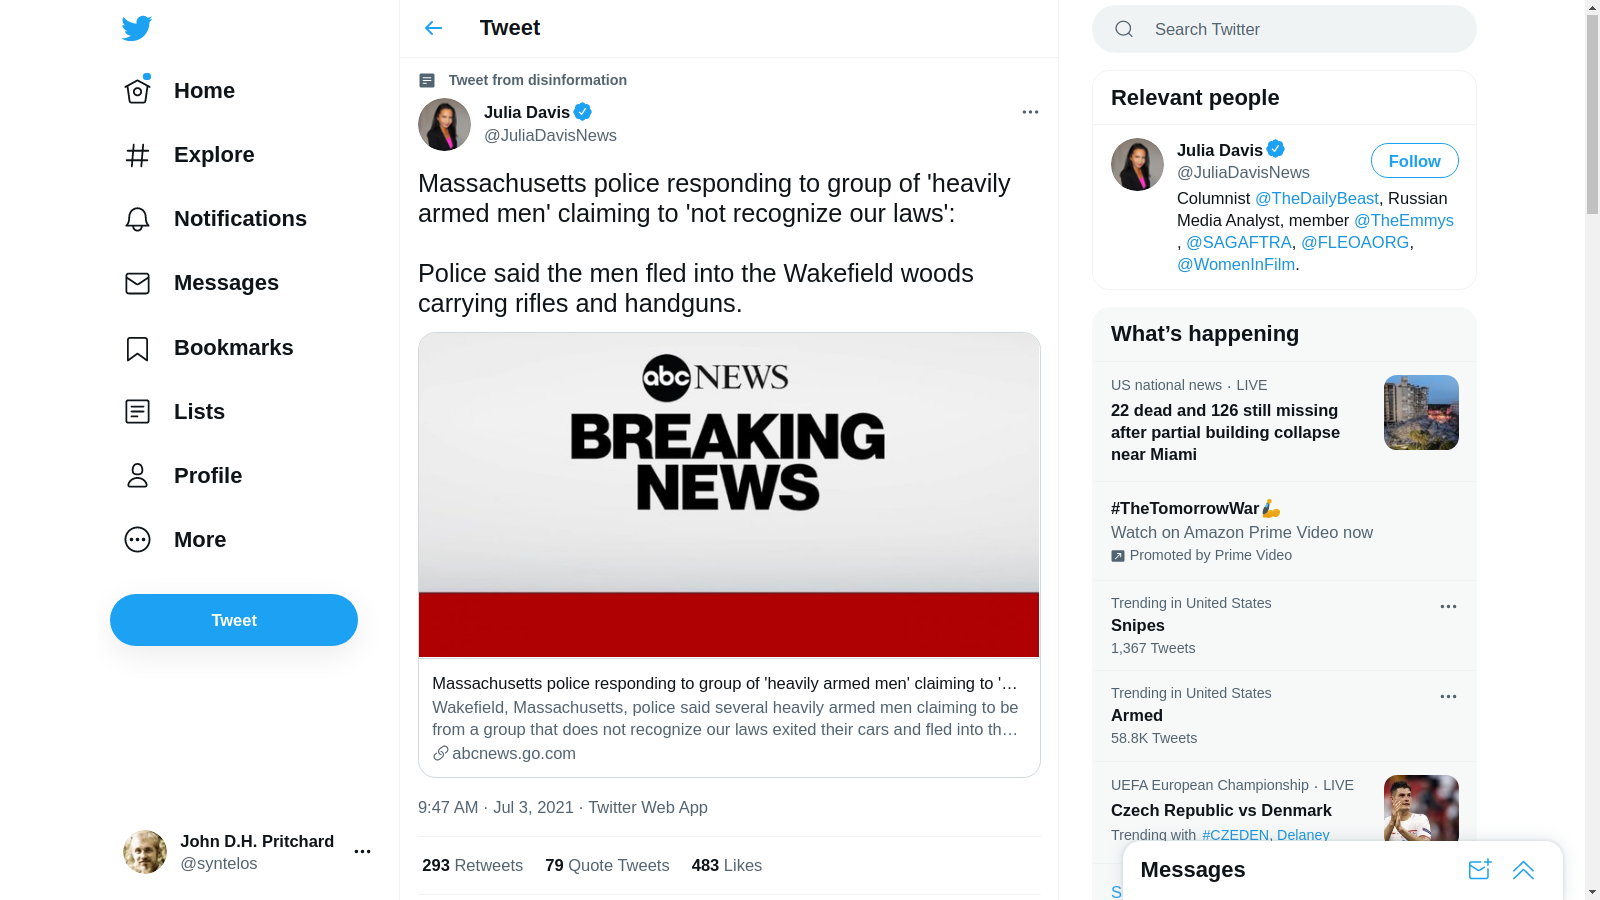 Home
Explore
Notifications
Messages
Bookmarks
Lists
Profile
More
Tweet
John D.H. Pritchard
@syntelos
Tweet
Tweet from disinformation
Julia Davis
@JuliaDavisNews
Massachusetts police responding to group of 'heavily
armed men' claiming to 'not recognize our laws':
Police said the men fled into the Wakefield woods
carrying rifles and handguns.
abc NEWS
BREAKING
NEWS
Massachusetts police responding to group of 'heavily armed men' claiming to '…
Wakefield, Massachusetts, police said several heavily armed men claiming to be
from a group that does not recognize our laws exited their cars and fled into th…
abcnews.go.com
9:47 AM · Jul 3, 2021 · Twitter Web App
293 Retweets 79 Quote Tweets 483 Likes
Search Twitter
Relevant people
Julia Davis
@JuliaDavisNews
Follow
Columnist @TheDailyBeast, Russian
Media Analyst, member @TheEmmys
, @SAGAFTRA, @FLEOAORG,
@WomenInFilm.
What’s happening
US national news · LIVE
22 dead and 126 still missing
after partial building collapse
near Miami
#TheTomorrowWar
Watch on Amazon Prime Video now
Promoted by Prime Video
Trending in United States
Snipes
1,367 Tweets
Trending in United States
Armed
58.8K Tweets
UEFA European Championship · LIVE
Czech Republic vs Denmark
Trending with #CZEDEN, Delaney
S
Messages